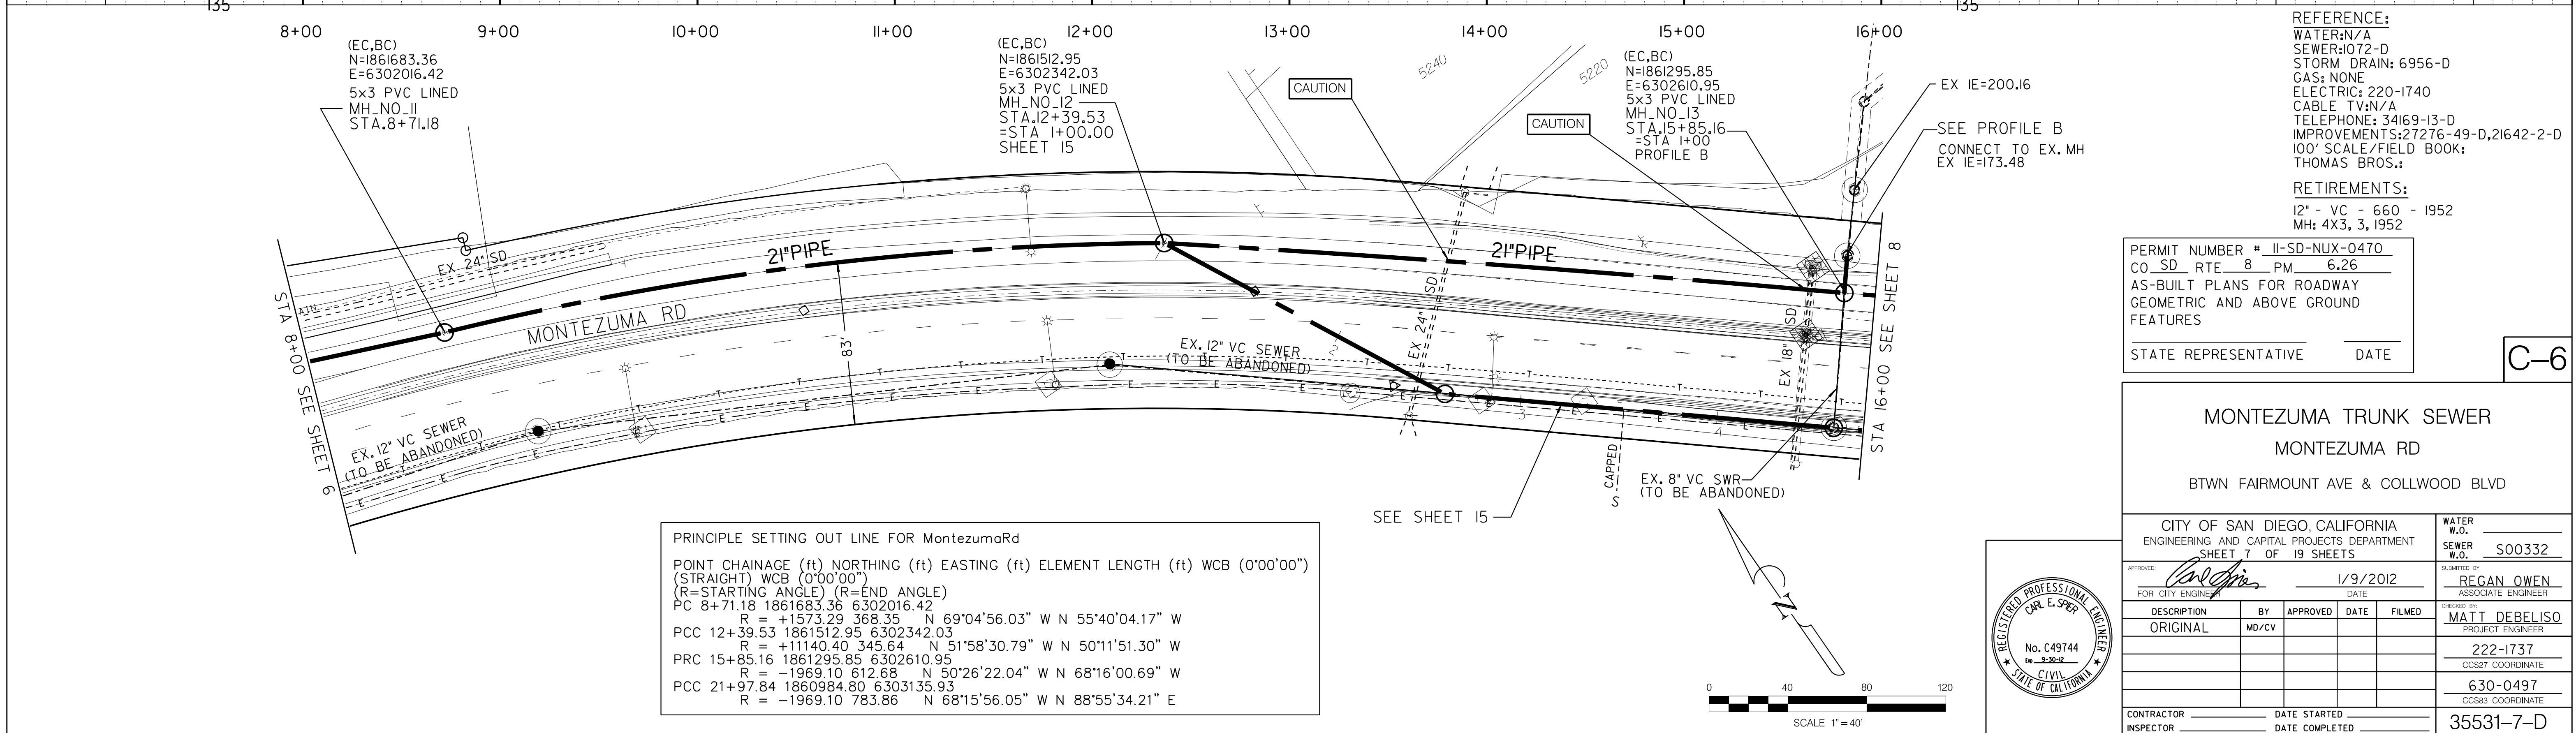 135
135
8+00 9+00 10+00 11+00 12+00 13+00 14+00 15+00 16+00
(EC,BC)
N=1861683.36
E=6302016.42
5x3 PVC LINED
MH_NO_11
STA.8+71.18
(EC,BC)
N=1861512.95
E=6302342.03
5x3 PVC LINED
MH_NO_12
STA.12+39.53
=STA 1+00.00
SHEET 15
CAUTION
5240
5220
CAUTION
(EC,BC)
N=1861295.85
E=6302610.95
5x3 PVC LINED
MH_NO_13
STA.15+85.16
=STA 1+00
PROFILE B
EX IE=200.16
SEE PROFILE B
CONNECT TO EX. MH
EX IE=173.48
REFERENCE:
WATER:N/A
SEWER:1072-D
STORM DRAIN: 6956-D
GAS: NONE
ELECTRIC: 220-1740
CABLE TV:N/A
TELEPHONE: 34169-13-D
IMPROVEMENTS:27276-49-D,21642-2-D
100' SCALE/FIELD BOOK:
THOMAS BROS.:
RETIREMENTS:
12" - VC - 660 - 1952
MH: 4X3, 3, 1952
PERMIT NUMBER # 11-SD-NUX-0470
CO SD RTE 8 PM 6.26
AS-BUILT PLANS FOR ROADWAY
GEOMETRIC AND ABOVE GROUND
FEATURES
STATE REPRESENTATIVE DATE
C-6
STA 8+00 SEE SHEET 6
EX 24" SD
21"PIPE
MONTEZUMA RD
83'
EX. 12" VC SEWER
(TO BE ABANDONED)
EX. 12" VC SEWER
(TO BE ABANDONED)
EX 24" SD
21"PIPE
EX 18" SD
STA 16+00 SEE SHEET 8
2
3
4
CAPPED
S
EX. 8" VC SWR
(TO BE ABANDONED)
SEE SHEET 15
N
PRINCIPLE SETTING OUT LINE FOR MontezumaRd
POINT CHAINAGE (ft) NORTHING (ft) EASTING (ft) ELEMENT LENGTH (ft) WCB (0°00'00")
(STRAIGHT) WCB (0°00'00")
(R=STARTING ANGLE) (R=END ANGLE)
PC 8+71.18 1861683.36 6302016.42
R = +1573.29 368.35 N 69°04'56.03" W N 55°40'04.17" W
PCC 12+39.53 1861512.95 6302342.03
R = +11140.40 345.64 N 51°58'30.79" W N 50°11'51.30" W
PRC 15+85.16 1861295.85 6302610.95
R = -1969.10 612.68 N 50°26'22.04" W N 68°16'00.69" W
PCC 21+97.84 1860984.80 6303135.93
R = -1969.10 783.86 N 68°15'56.05" W N 88°55'34.21" E
0 40 80 120
SCALE 1"=40'
REGISTERED PROFESSIONAL ENGINEER
CARL E. SPIER
No. C49744
Exp. 9-30-12
CIVIL
STATE OF CALIFORNIA
MONTEZUMA TRUNK SEWER
MONTEZUMA RD
BTWN FAIRMOUNT AVE & COLLWOOD BLVD
CITY OF SAN DIEGO, CALIFORNIA
ENGINEERING AND CAPITAL PROJECTS DEPARTMENT
SHEET 7 OF 19 SHEETS
WATER W.O.
SEWER W.O. S00332
APPROVED:
1/9/2012
FOR CITY ENGINEER DATE
SUBMITTED BY:
REGAN OWEN
ASSOCIATE ENGINEER
DESCRIPTION BY APPROVED DATE FILMED
ORIGINAL MD/CV
CHECKED BY:
MATT DEBELISO
PROJECT ENGINEER
222-1737
CCS27 COORDINATE
630-0497
CCS83 COORDINATE
CONTRACTOR DATE STARTED
INSPECTOR DATE COMPLETED
35531-7-D